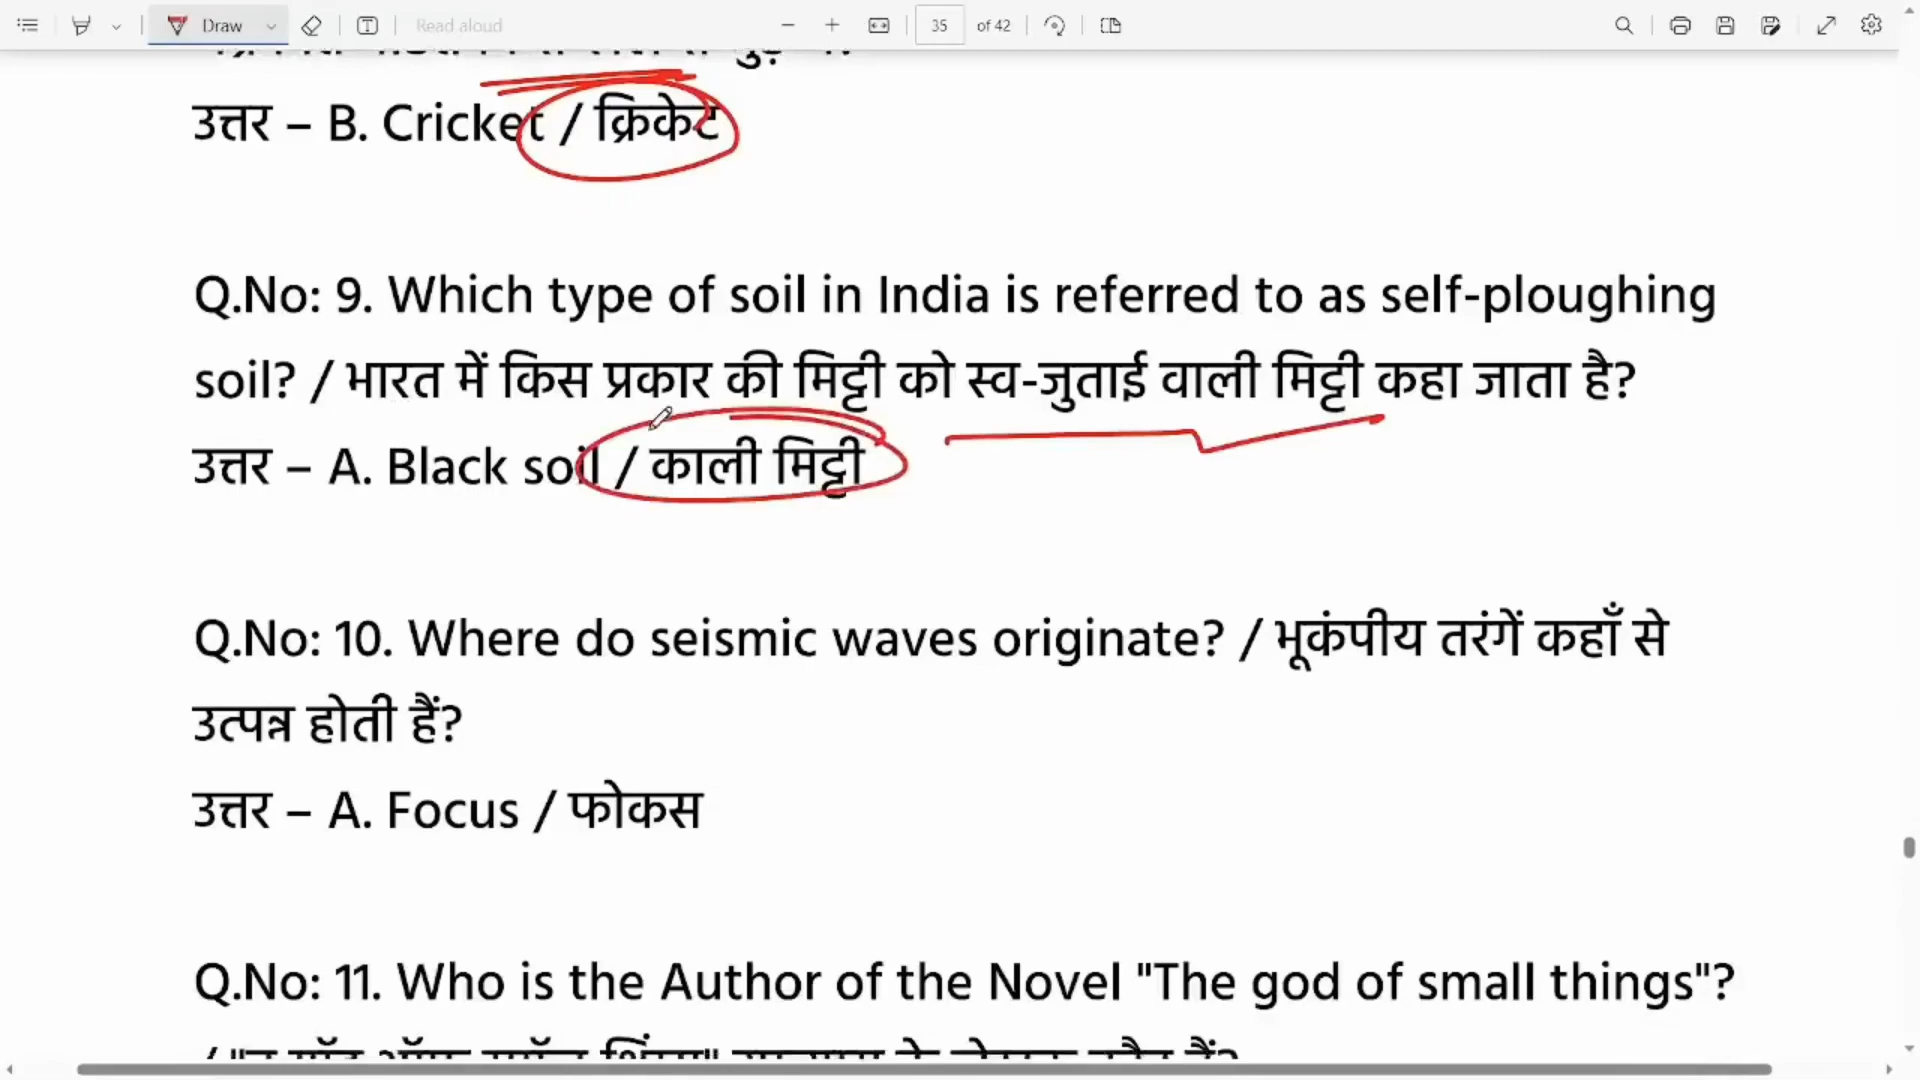 Draw
Read aloud
35 of 42
उत्तर – B. Cricket / क्रिकेट
Q.No: 9. Which type of soil in India is referred to as self-ploughing
soil? / भारत में किस प्रकार की मिट्टी को स्व-जुताई वाली मिट्टी कहा जाता है?
उत्तर – A. Black soil / काली मिट्टी
Q.No: 10. Where do seismic waves originate? / भूकंपीय तरंगें कहाँ से
उत्पन्न होती हैं?
उत्तर – A. Focus / फोकस
Q.No: 11. Who is the Author of the Novel "The god of small things"?